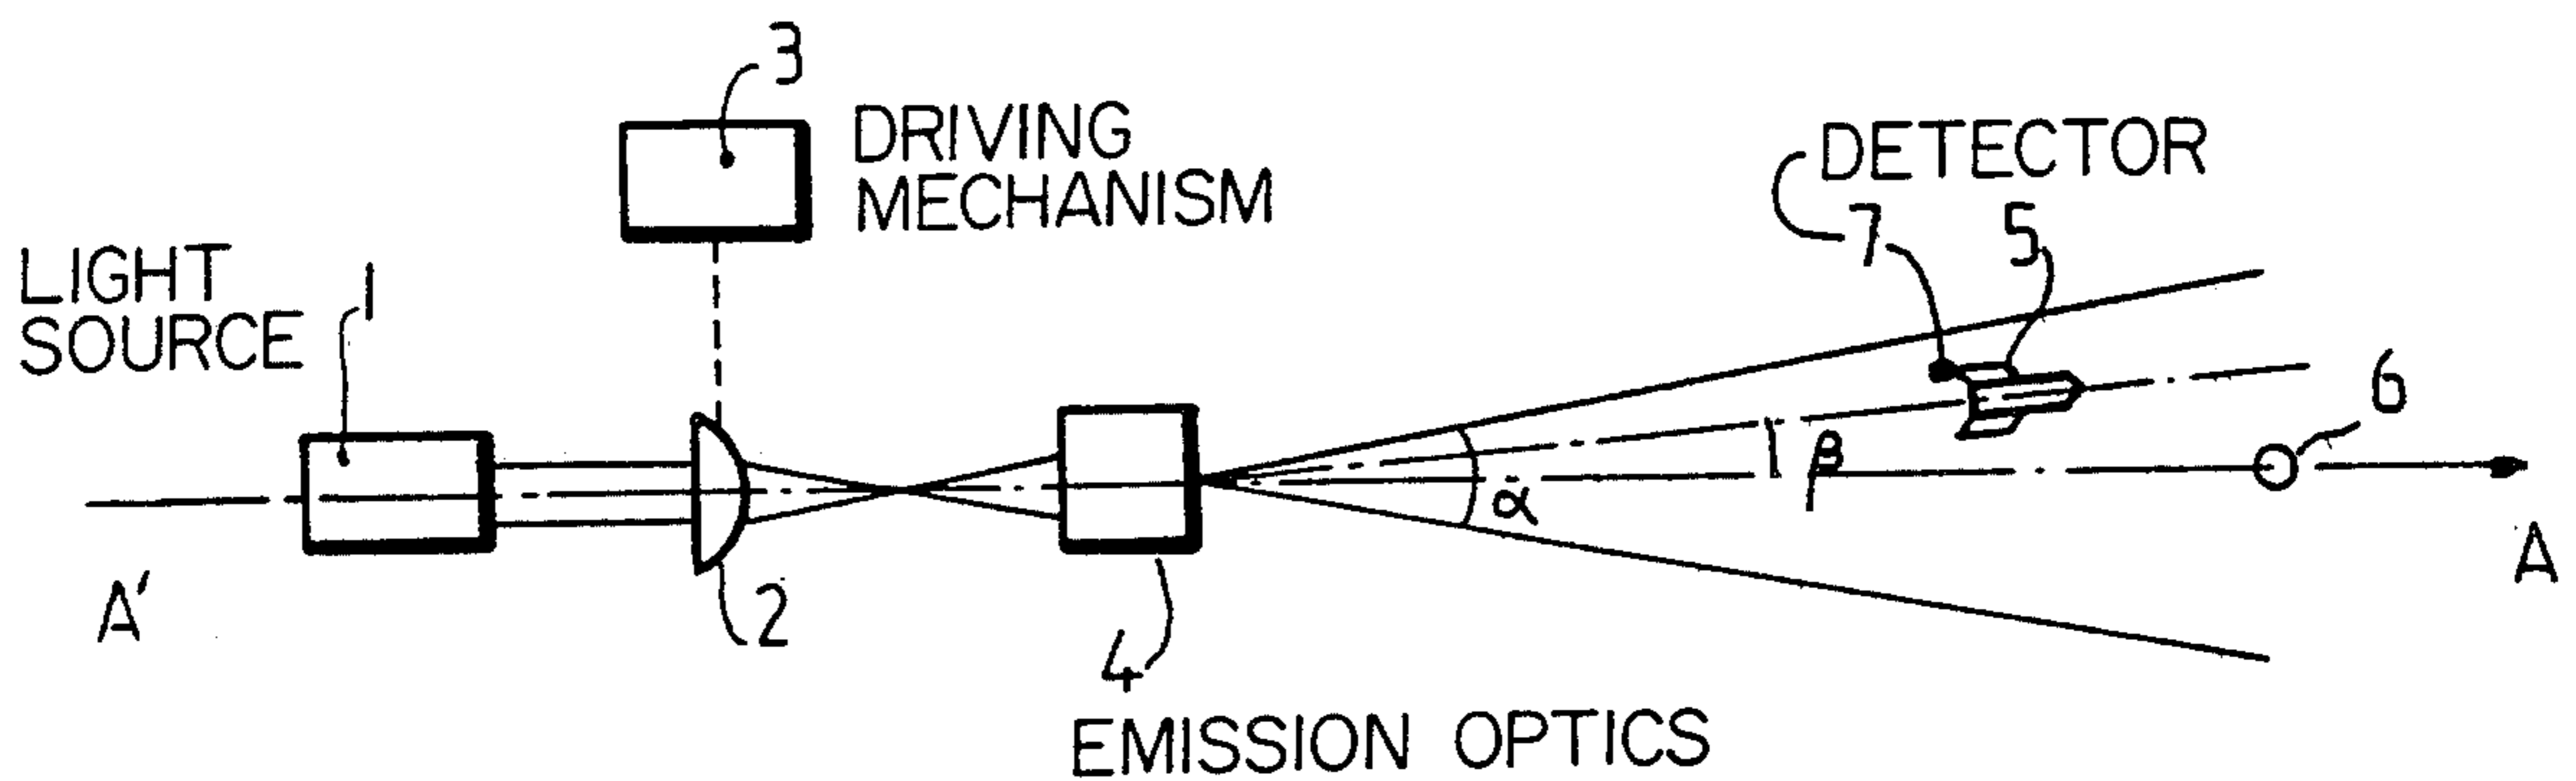 3
DRIVING
MECHANISM
DETECTOR
7
5
LIGHT
SOURCE
1
6
β
α
A'
2
4
A
EMISSION OPTICS